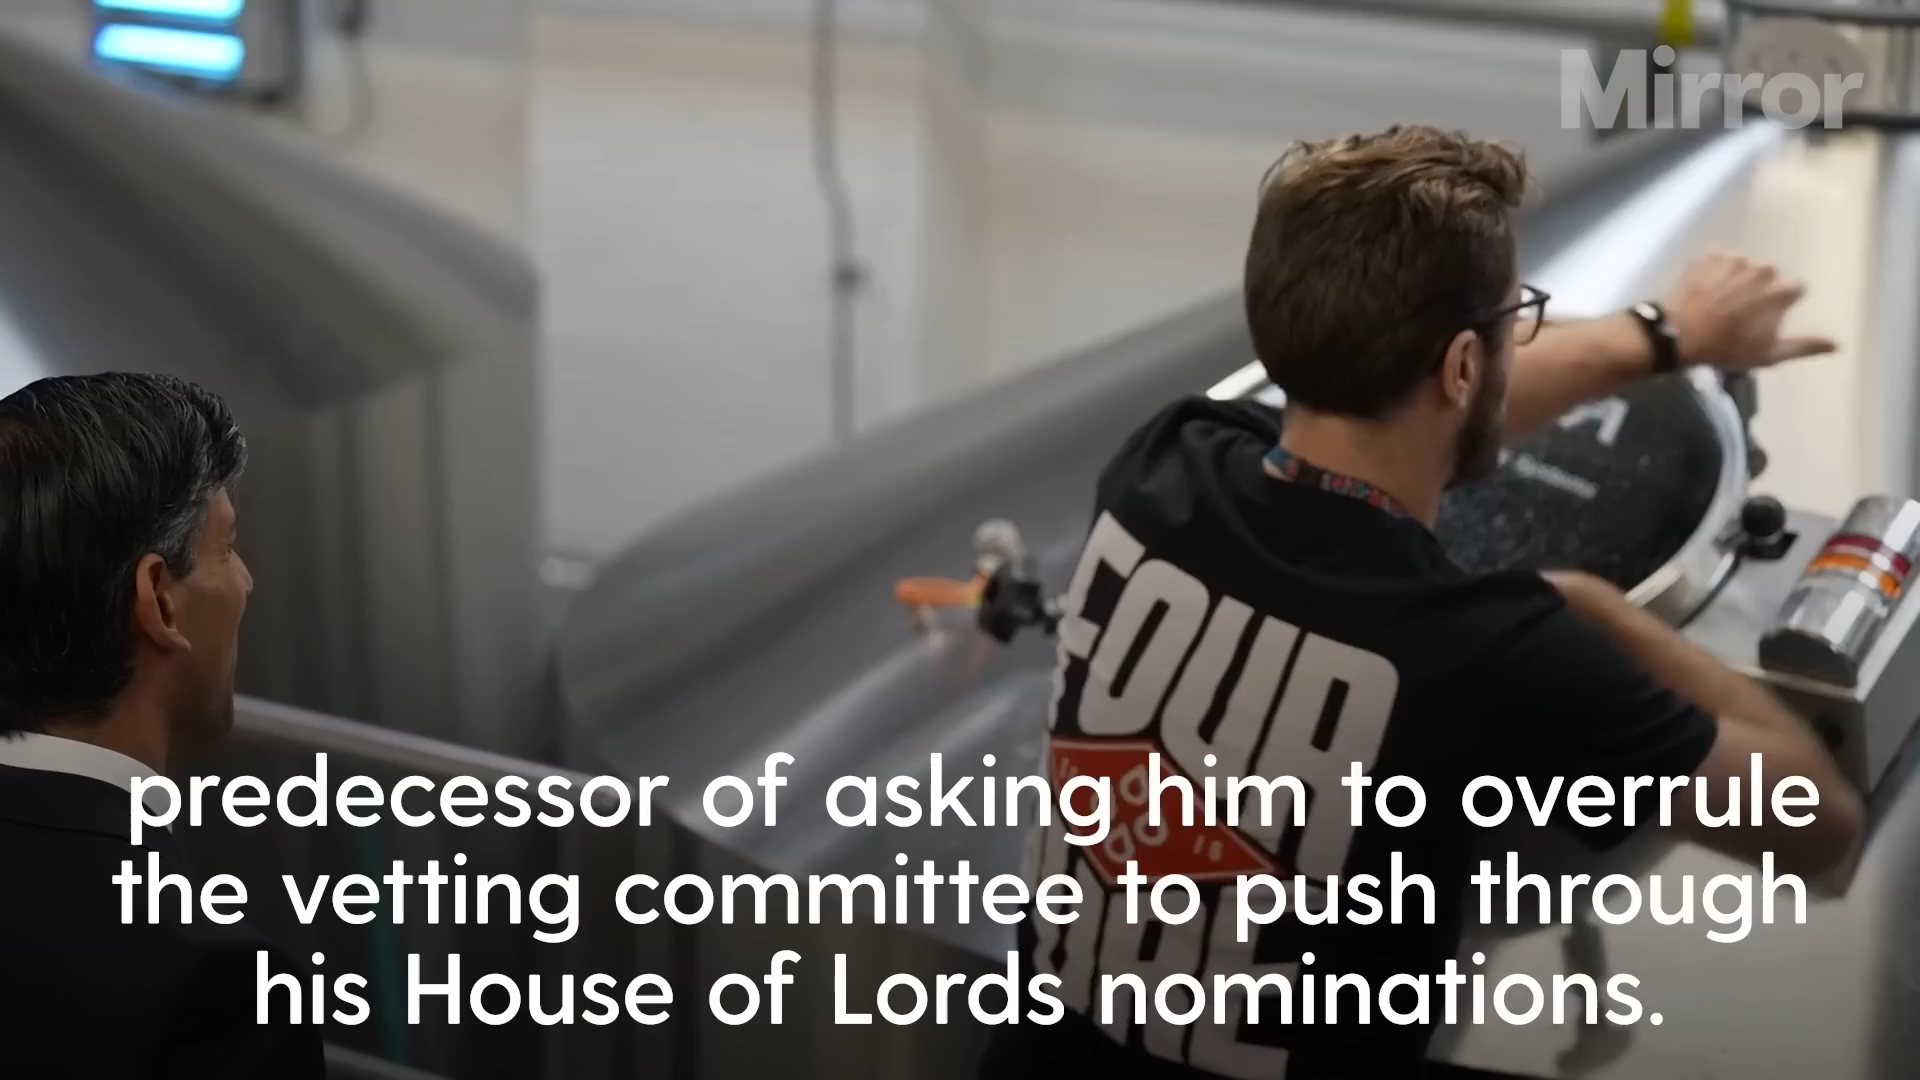 Mirror
FOUR
predecessor of asking him to overrule
the vetting committee to push through
his House of Lords nominations.